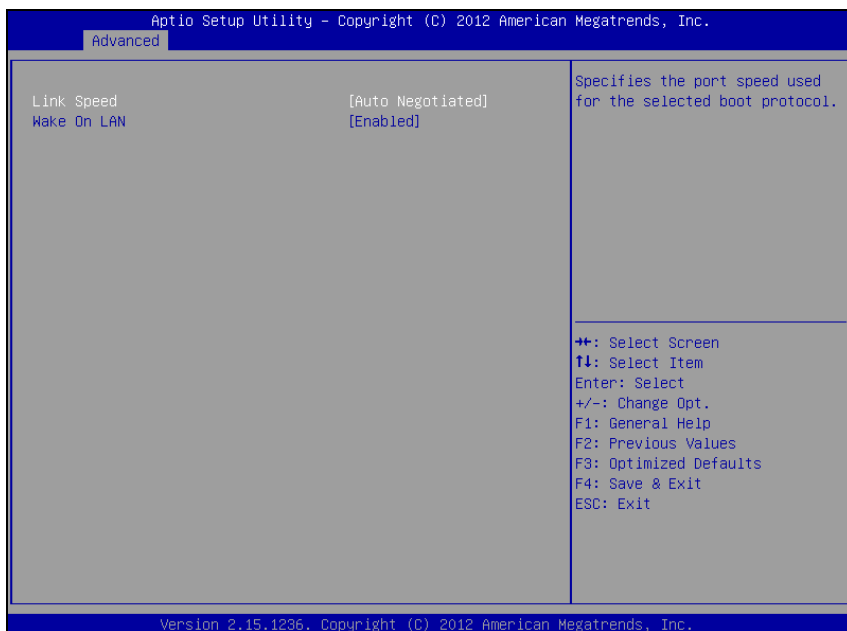 Aptio Setup Utility – Copyright (C) 2012 American Megatrends, Inc.
Advanced
Link Speed [Auto Negotiated]
Wake On LAN [Enabled]
Specifies the port speed used
for the selected boot protocol.
→←: Select Screen
↑↓: Select Item
Enter: Select
+/-: Change Opt.
F1: General Help
F2: Previous Values
F3: Optimized Defaults
F4: Save & Exit
ESC: Exit
Version 2.15.1236. Copyright (C) 2012 American Megatrends, Inc.